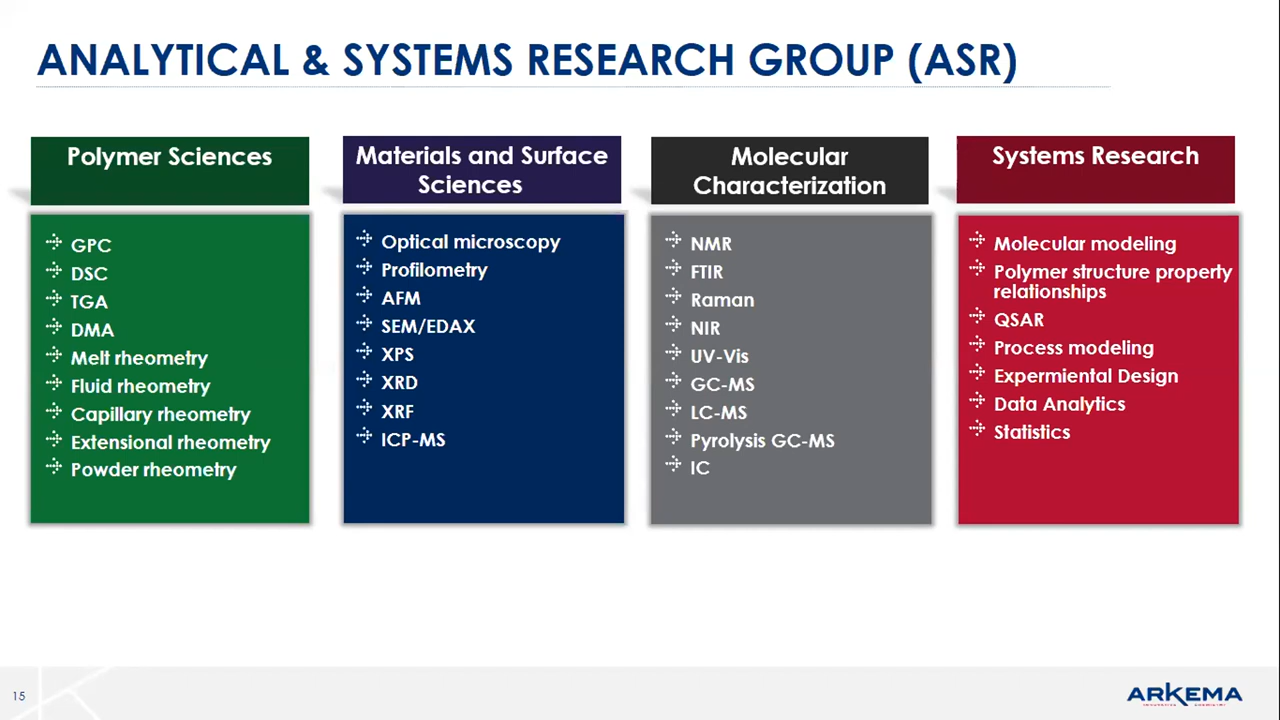 ANALYTICAL & SYSTEMS RESEARCH GROUP (ASR)
Polymer Sciences
GPC
DSC
TGA
DMA
Melt rheometry
Fluid rheometry
Capillary rheometry
Extensional rheometry
Powder rheometry
Materials and Surface
Sciences
Optical microscopy
Profilometry
AFM
SEM/EDAX
XPS
XRD
XRF
ICP-MS
Molecular
Characterization
NMR
FTIR
Raman
NIR
UV-Vis
GC-MS
LC-MS
Pyrolysis GC-MS
IC
Systems Research
Molecular modeling
Polymer structure property
relationships
QSAR
Process modeling
Expermiental Design
Data Analytics
Statistics
15
ARKEMA